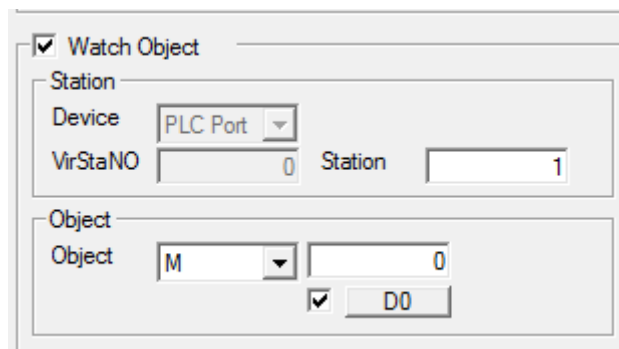 Watch Object
Station
Device PLC Port
VirStaNO 0 Station 1
Object
Object M 0
D0